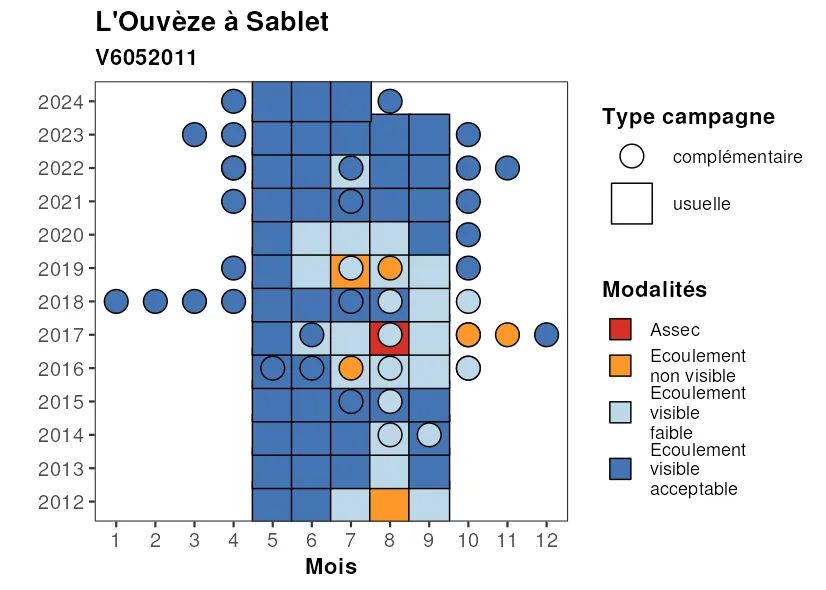 L'Ouvèze à Sablet
V6052011
2024
2023
2022
2021
2020
2019
2018
2017
2016
2015
2014
2013
2012
1 2 3 4 5 6 7 8 9 10 11 12
Mois
Type campagne
complémentaire
usuelle
Modalités
Assec
Ecoulement
non visible
Ecoulement
visible
faible
Ecoulement
visible
acceptable